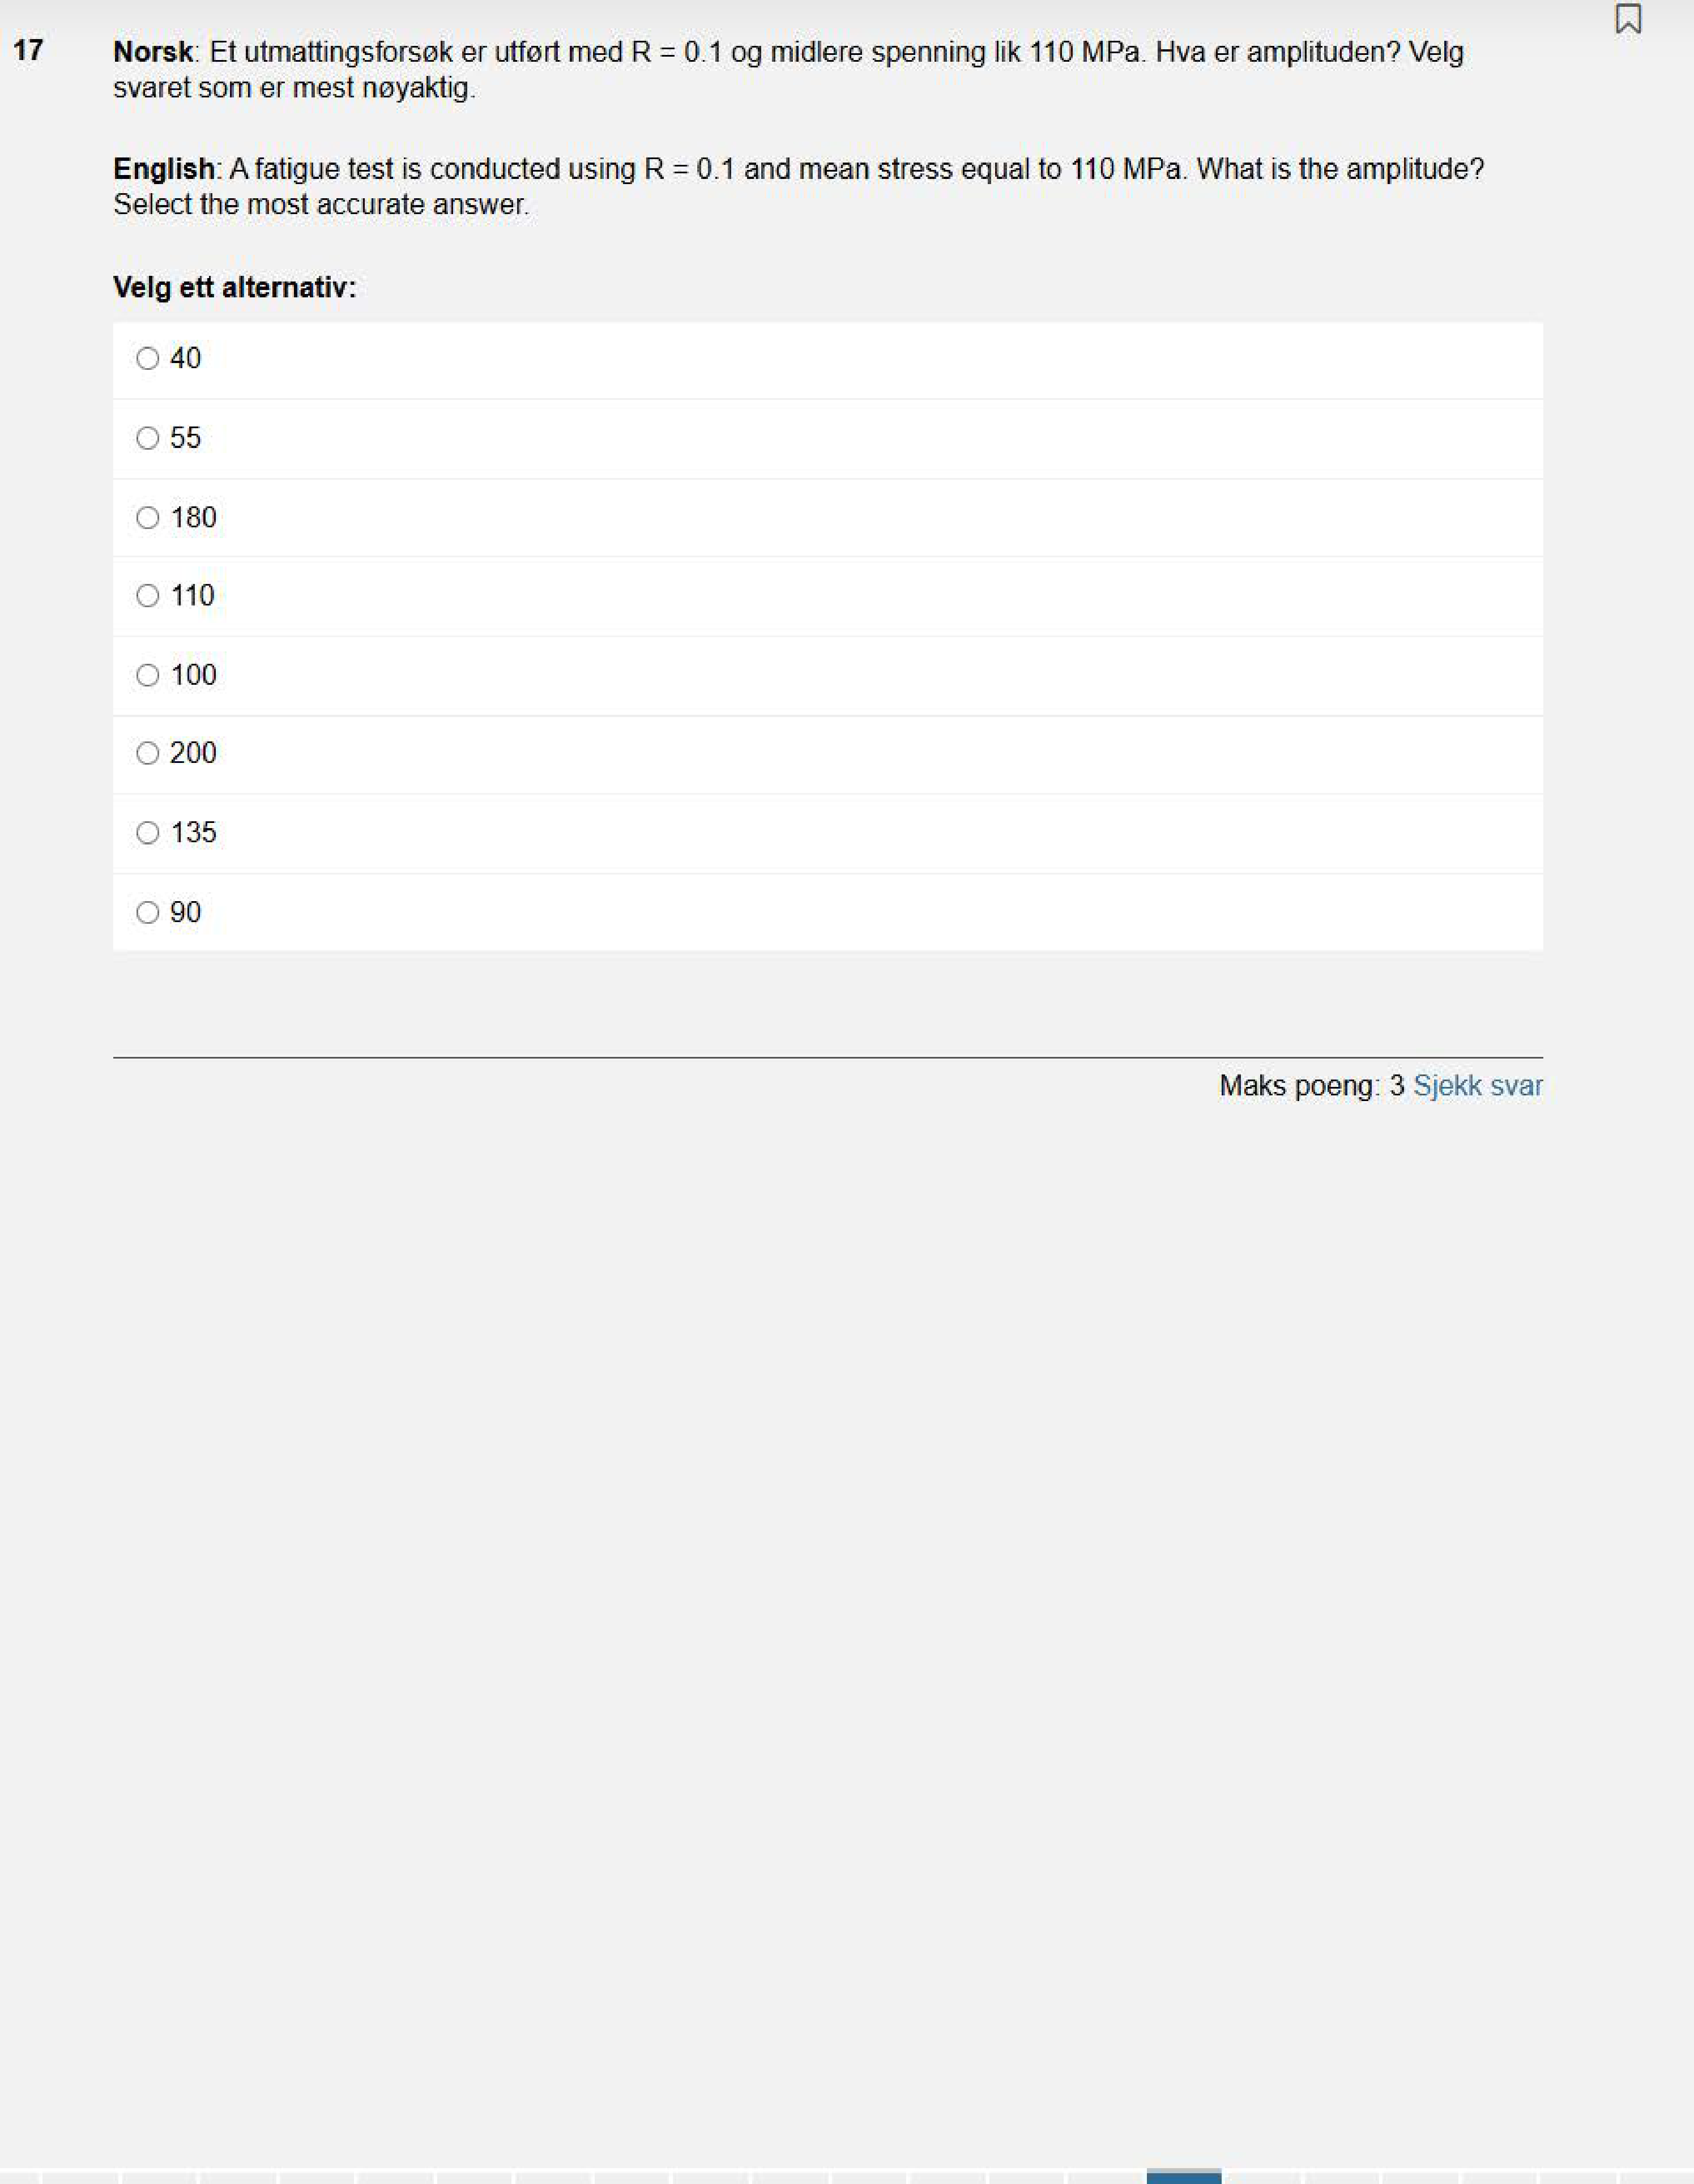 17
Norsk: Et utmattingsforsøk er utført med R = 0.1 og midlere spenning lik 110 MPa. Hva er amplituden? Velg
svaret som er mest nøyaktig.
English: A fatigue test is conducted using R = 0.1 and mean stress equal to 110 MPa. What is the amplitude?
Select the most accurate answer.
Velg ett alternativ:
40
55
180
110
100
200
135
90
Maks poeng: 3 Sjekk svar